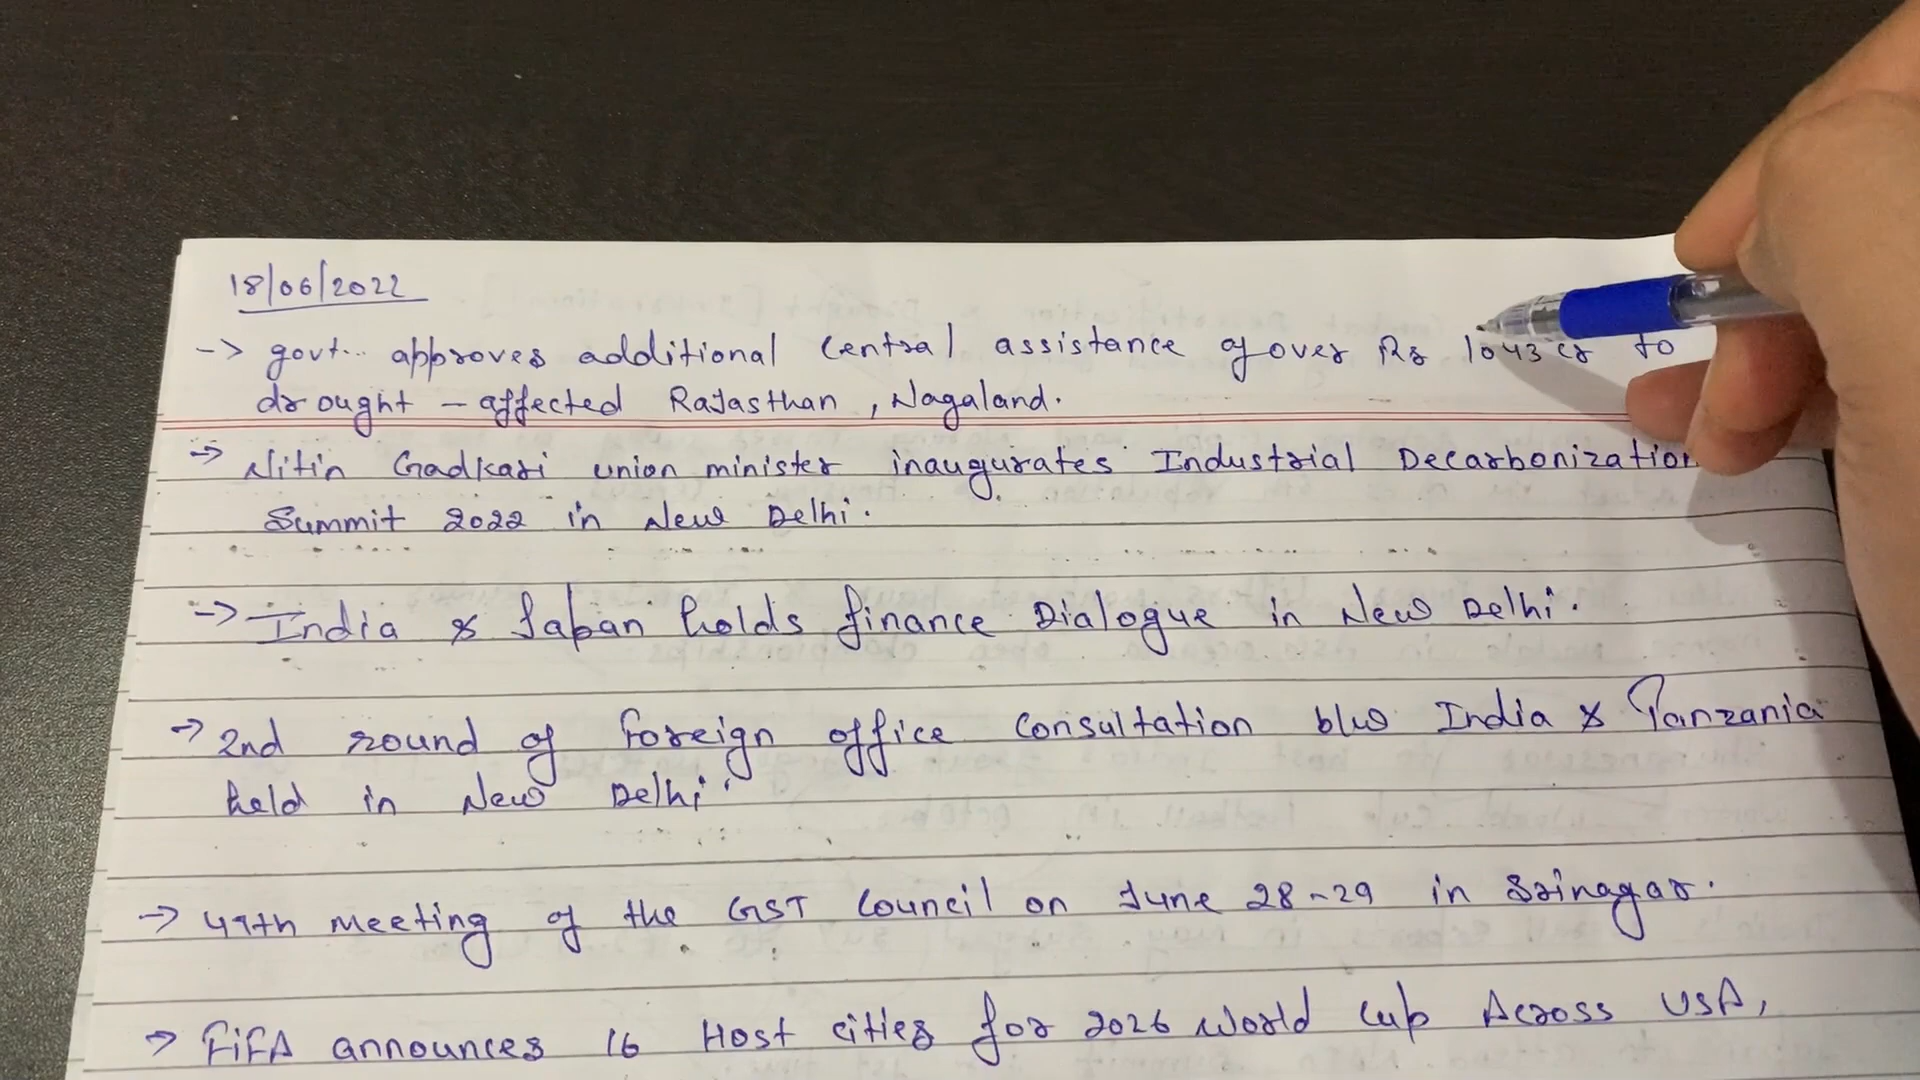 18/06/2022
-> govt.. approves additional Central assistance of over Rs 1043 cr to
drought - affected Rajasthan, Nagaland.
-> Nitin Gadkari union minister inaugurates Industrial Decarbonization
Summit 2022 in New Delhi.
-> India & Japan holds finance Dialogue in New Delhi.
-> 2nd round of foreign office Consultation b/w India & Tanzania
held in New Delhi.
-> 47th meeting of the GST Council on June 28-29 in Srinagar.
-> FiFA announces 16 Host cities for 2026 World Cup Across USA,